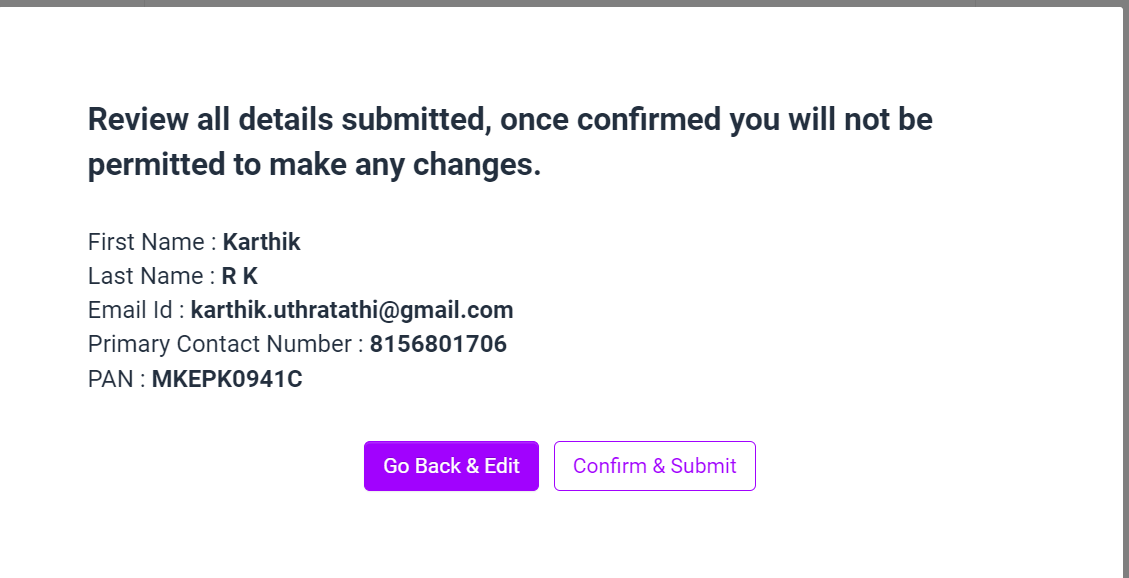 Review all details submitted, once confirmed you will not be
permitted to make any changes.
First Name : Karthik
Last Name : R K
Email Id : karthik.uthratathi@gmail.com
Primary Contact Number : 8156801706
PAN : MKEPK0941C
Go Back & Edit
Confirm & Submit